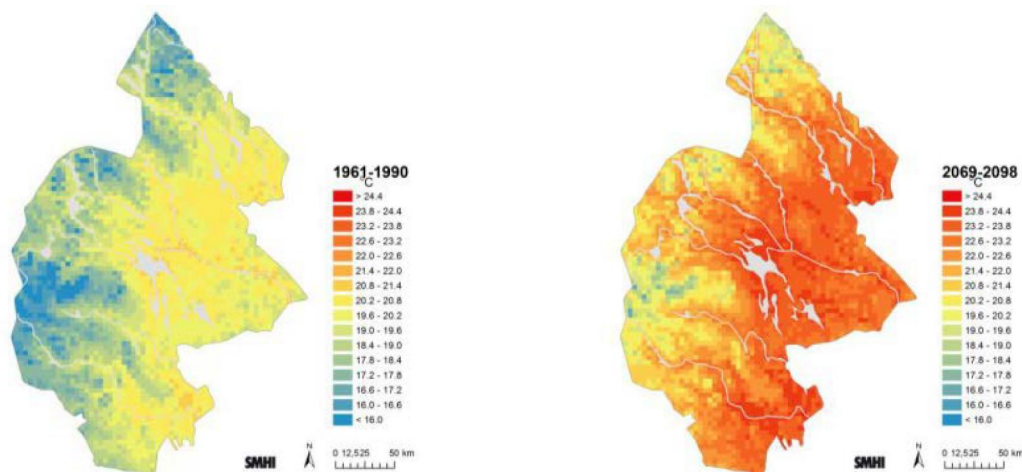 1961-1990
°C
> 24.4
23.8 - 24.4
23.2 - 23.8
22.6 - 23.2
22.0 - 22.6
21.4 - 22.0
20.8 - 21.4
20.2 - 20.8
19.6 - 20.2
19.0 - 19.6
18.4 - 19.0
17.8 - 18.4
17.2 - 17.8
16.6 - 17.2
16.0 - 16.6
< 16.0
SMHI
N
0 12,525 50 km
2069-2098
°C
> 24.4
23.8 - 24.4
23.2 - 23.8
22.6 - 23.2
22.0 - 22.6
21.4 - 22.0
20.8 - 21.4
20.2 - 20.8
19.6 - 20.2
19.0 - 19.6
18.4 - 19.0
17.8 - 18.4
17.2 - 17.8
16.6 - 17.2
16.0 - 16.6
< 16.0
SMHI
N
0 12,525 50 km